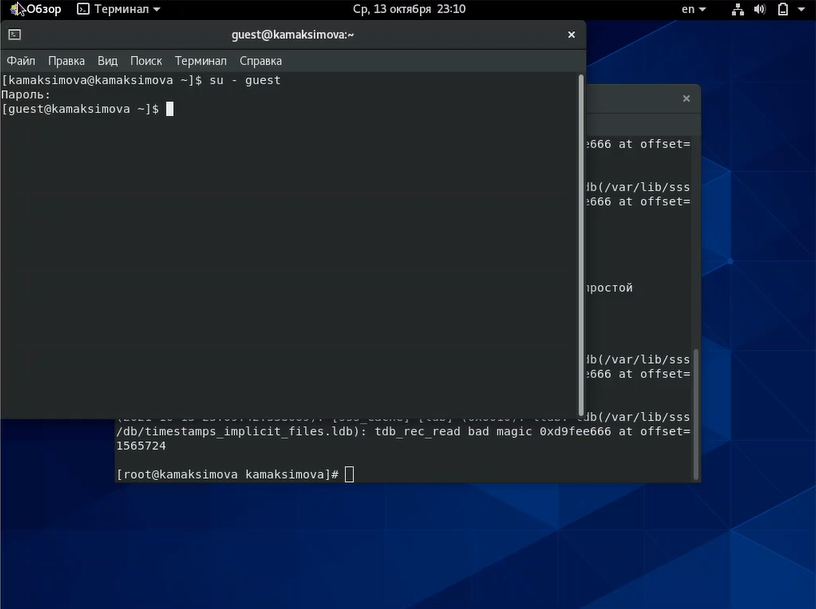 Обзор Терминал Ср, 13 октября 23:10 en
guest@kamaksimova:~
Файл Правка Вид Поиск Терминал Справка
[kamaksimova@kamaksimova ~]$ su - guest
Пароль:
[guest@kamaksimova ~]$
e666 at offset=
db(/var/lib/sss
e666 at offset=
простой
db(/var/lib/sss
e666 at offset=
db(/var/lib/sss
/db/timestamps_implicit_files.ldb): tdb_rec_read bad magic 0xd9fee666 at offset=
1565724
[root@kamaksimova kamaksimova]#